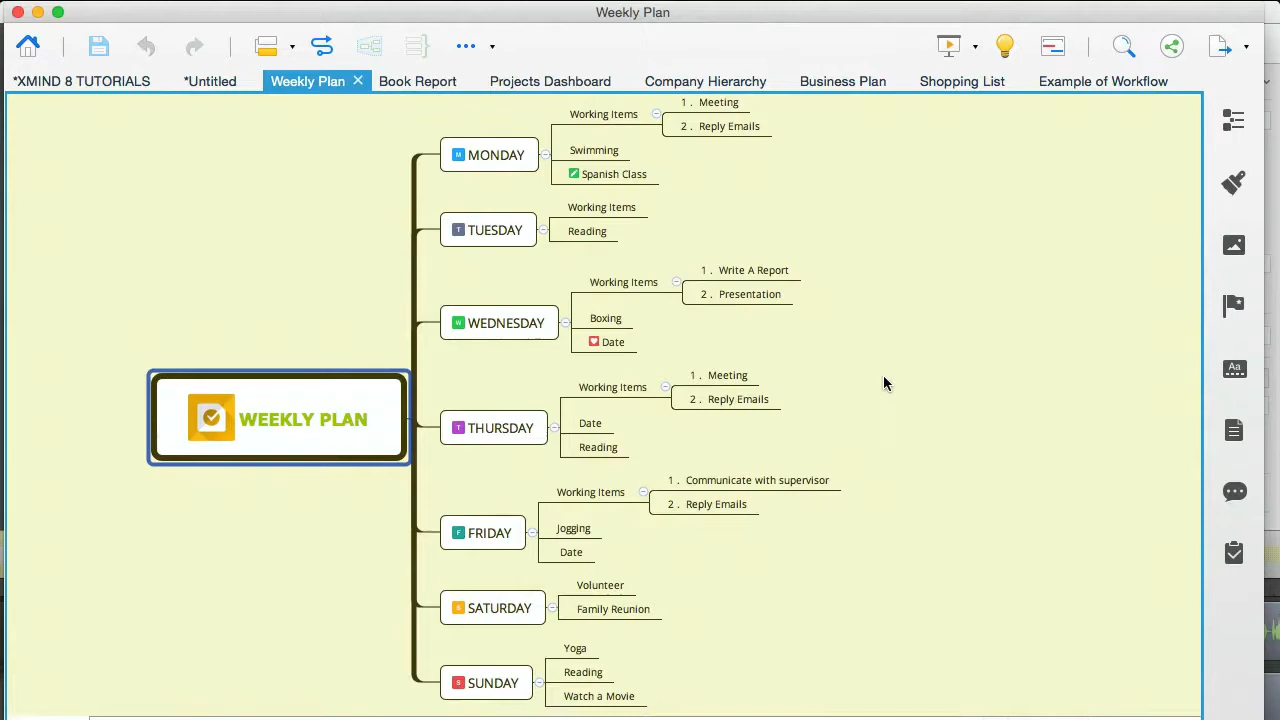 Weekly Plan
*XMIND 8 TUTORIALS *Untitled Weekly Plan Book Report Projects Dashboard Company Hierarchy Business Plan Shopping List Example of Workflow
WEEKLY PLAN
M MONDAY
Working Items
1 . Meeting
2 . Reply Emails
Swimming
Spanish Class
T TUESDAY
Working Items
Reading
W WEDNESDAY
Working Items
1 . Write A Report
2 . Presentation
Boxing
Date
T THURSDAY
Working Items
1 . Meeting
2 . Reply Emails
Date
Reading
F FRIDAY
Working Items
1 . Communicate with supervisor
2 . Reply Emails
Jogging
Date
S SATURDAY
Volunteer
Family Reunion
S SUNDAY
Yoga
Reading
Watch a Movie
Aa